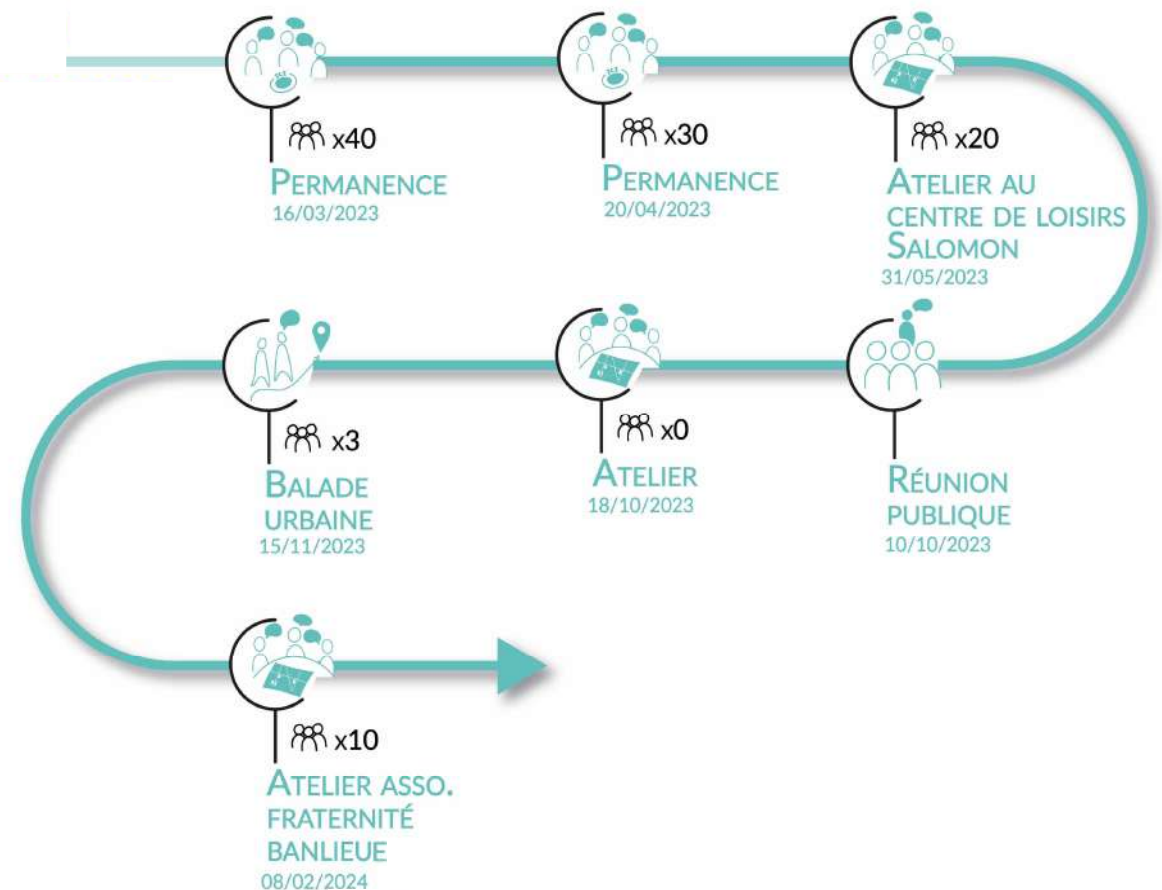 x40
PERMANENCE
16/03/2023
x30
PERMANENCE
20/04/2023
x20
ATELIER AU
CENTRE DE LOISIRS
SALOMON
31/05/2023
x3
BALADE
URBAINE
15/11/2023
x0
ATELIER
18/10/2023
RÉUNION
PUBLIQUE
10/10/2023
x10
ATELIER ASSO.
FRATERNITÉ
BANLIEUE
08/02/2024